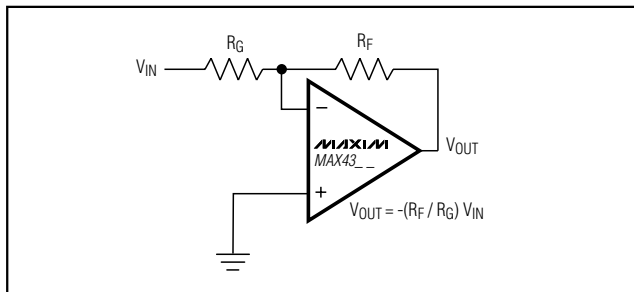 RG
RF
VIN
−
MAXIM
MAX43_ _
VOUT
+
VOUT = -(RF / RG) VIN